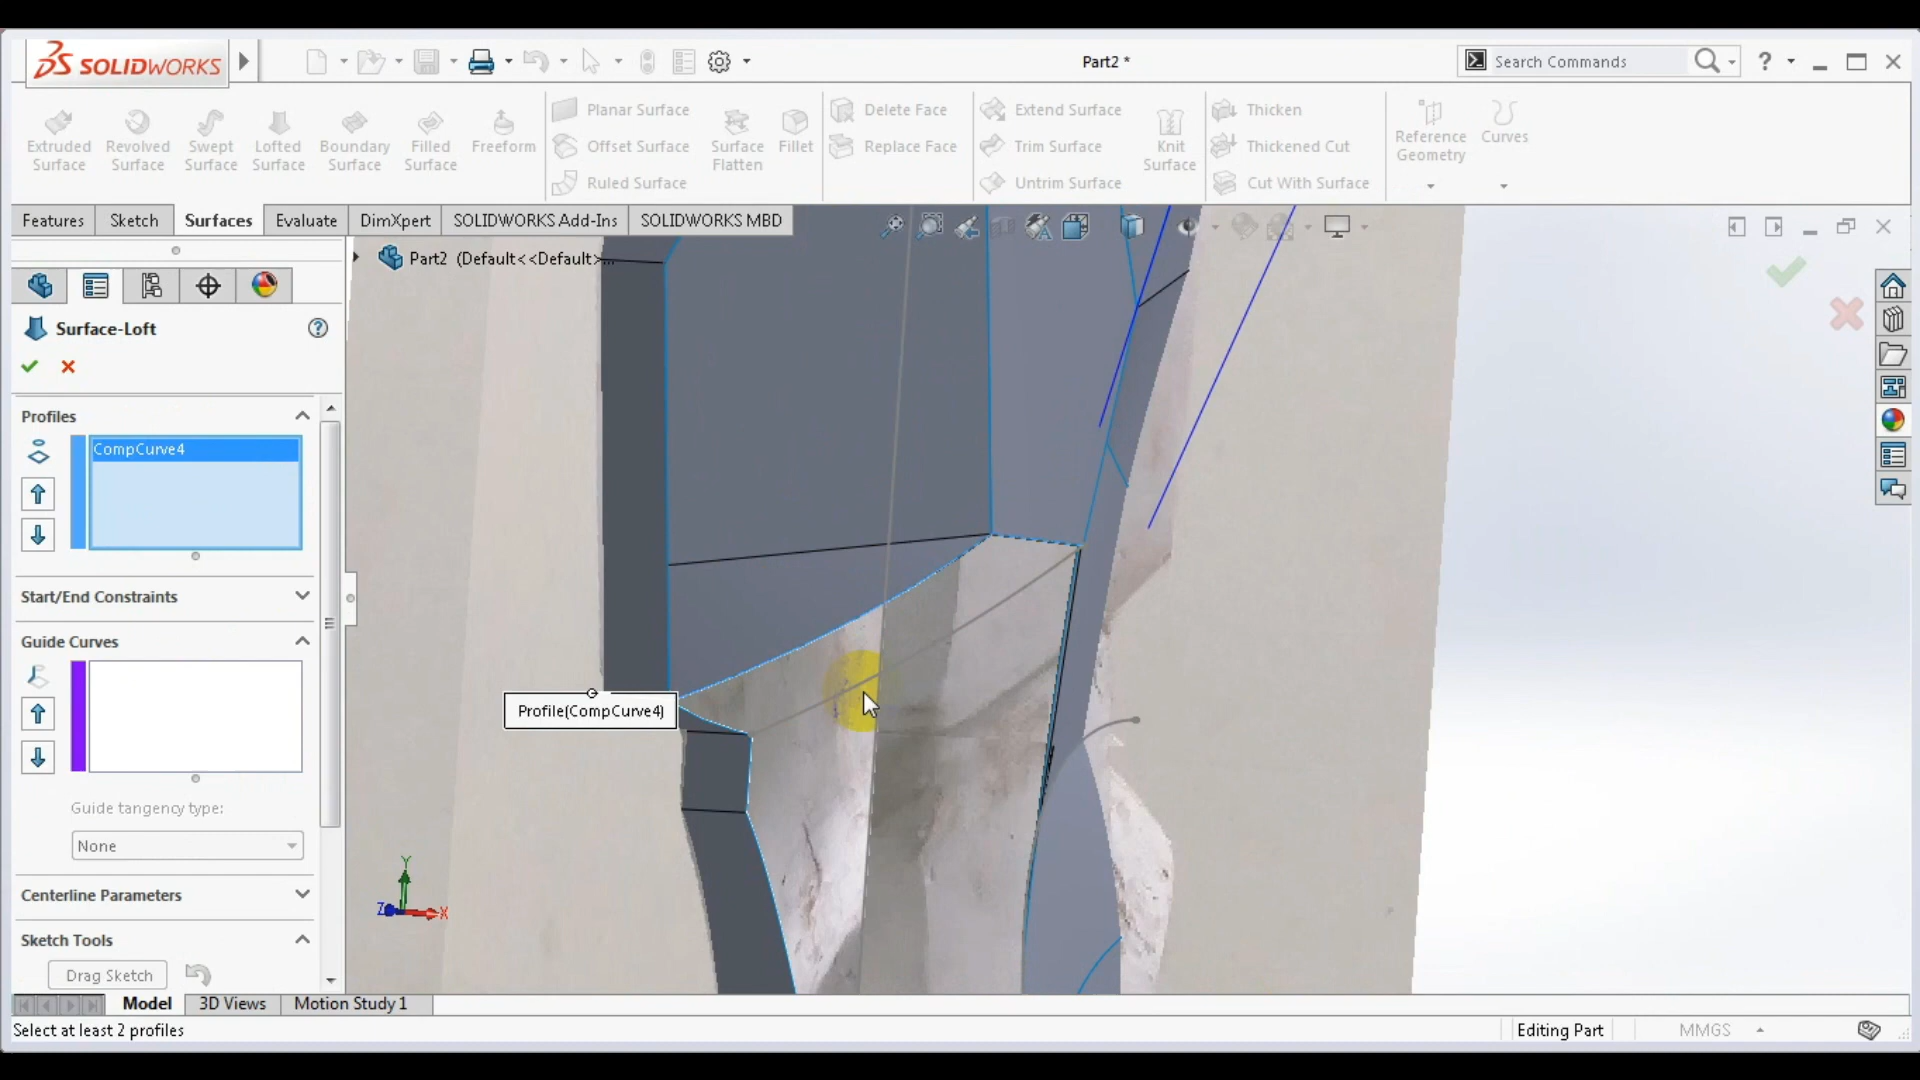 SOLIDWORKS
Part2 *
Search Commands
?
Extruded Surface
Revolved Surface
Swept Surface
Lofted Surface
Boundary Surface
Filled Surface
Freeform
Planar Surface
Offset Surface
Ruled Surface
Surface Flatten
Fillet
Delete Face
Replace Face
Extend Surface
Trim Surface
Untrim Surface
Knit Surface
Thicken
Thickened Cut
Cut With Surface
Reference Geometry
Curves
Features
Sketch
Surfaces
Evaluate
DimXpert
SOLIDWORKS Add-Ins
SOLIDWORKS MBD
Part2 (Default<<Default>...
Surface-Loft
?
Profiles
CompCurve4
Start/End Constraints
Guide Curves
Guide tangency type:
None
Centerline Parameters
Sketch Tools
Drag Sketch
Profile(CompCurve4)
Y
Z
X
Model
3D Views
Motion Study 1
Select at least 2 profiles
Editing Part
MMGS